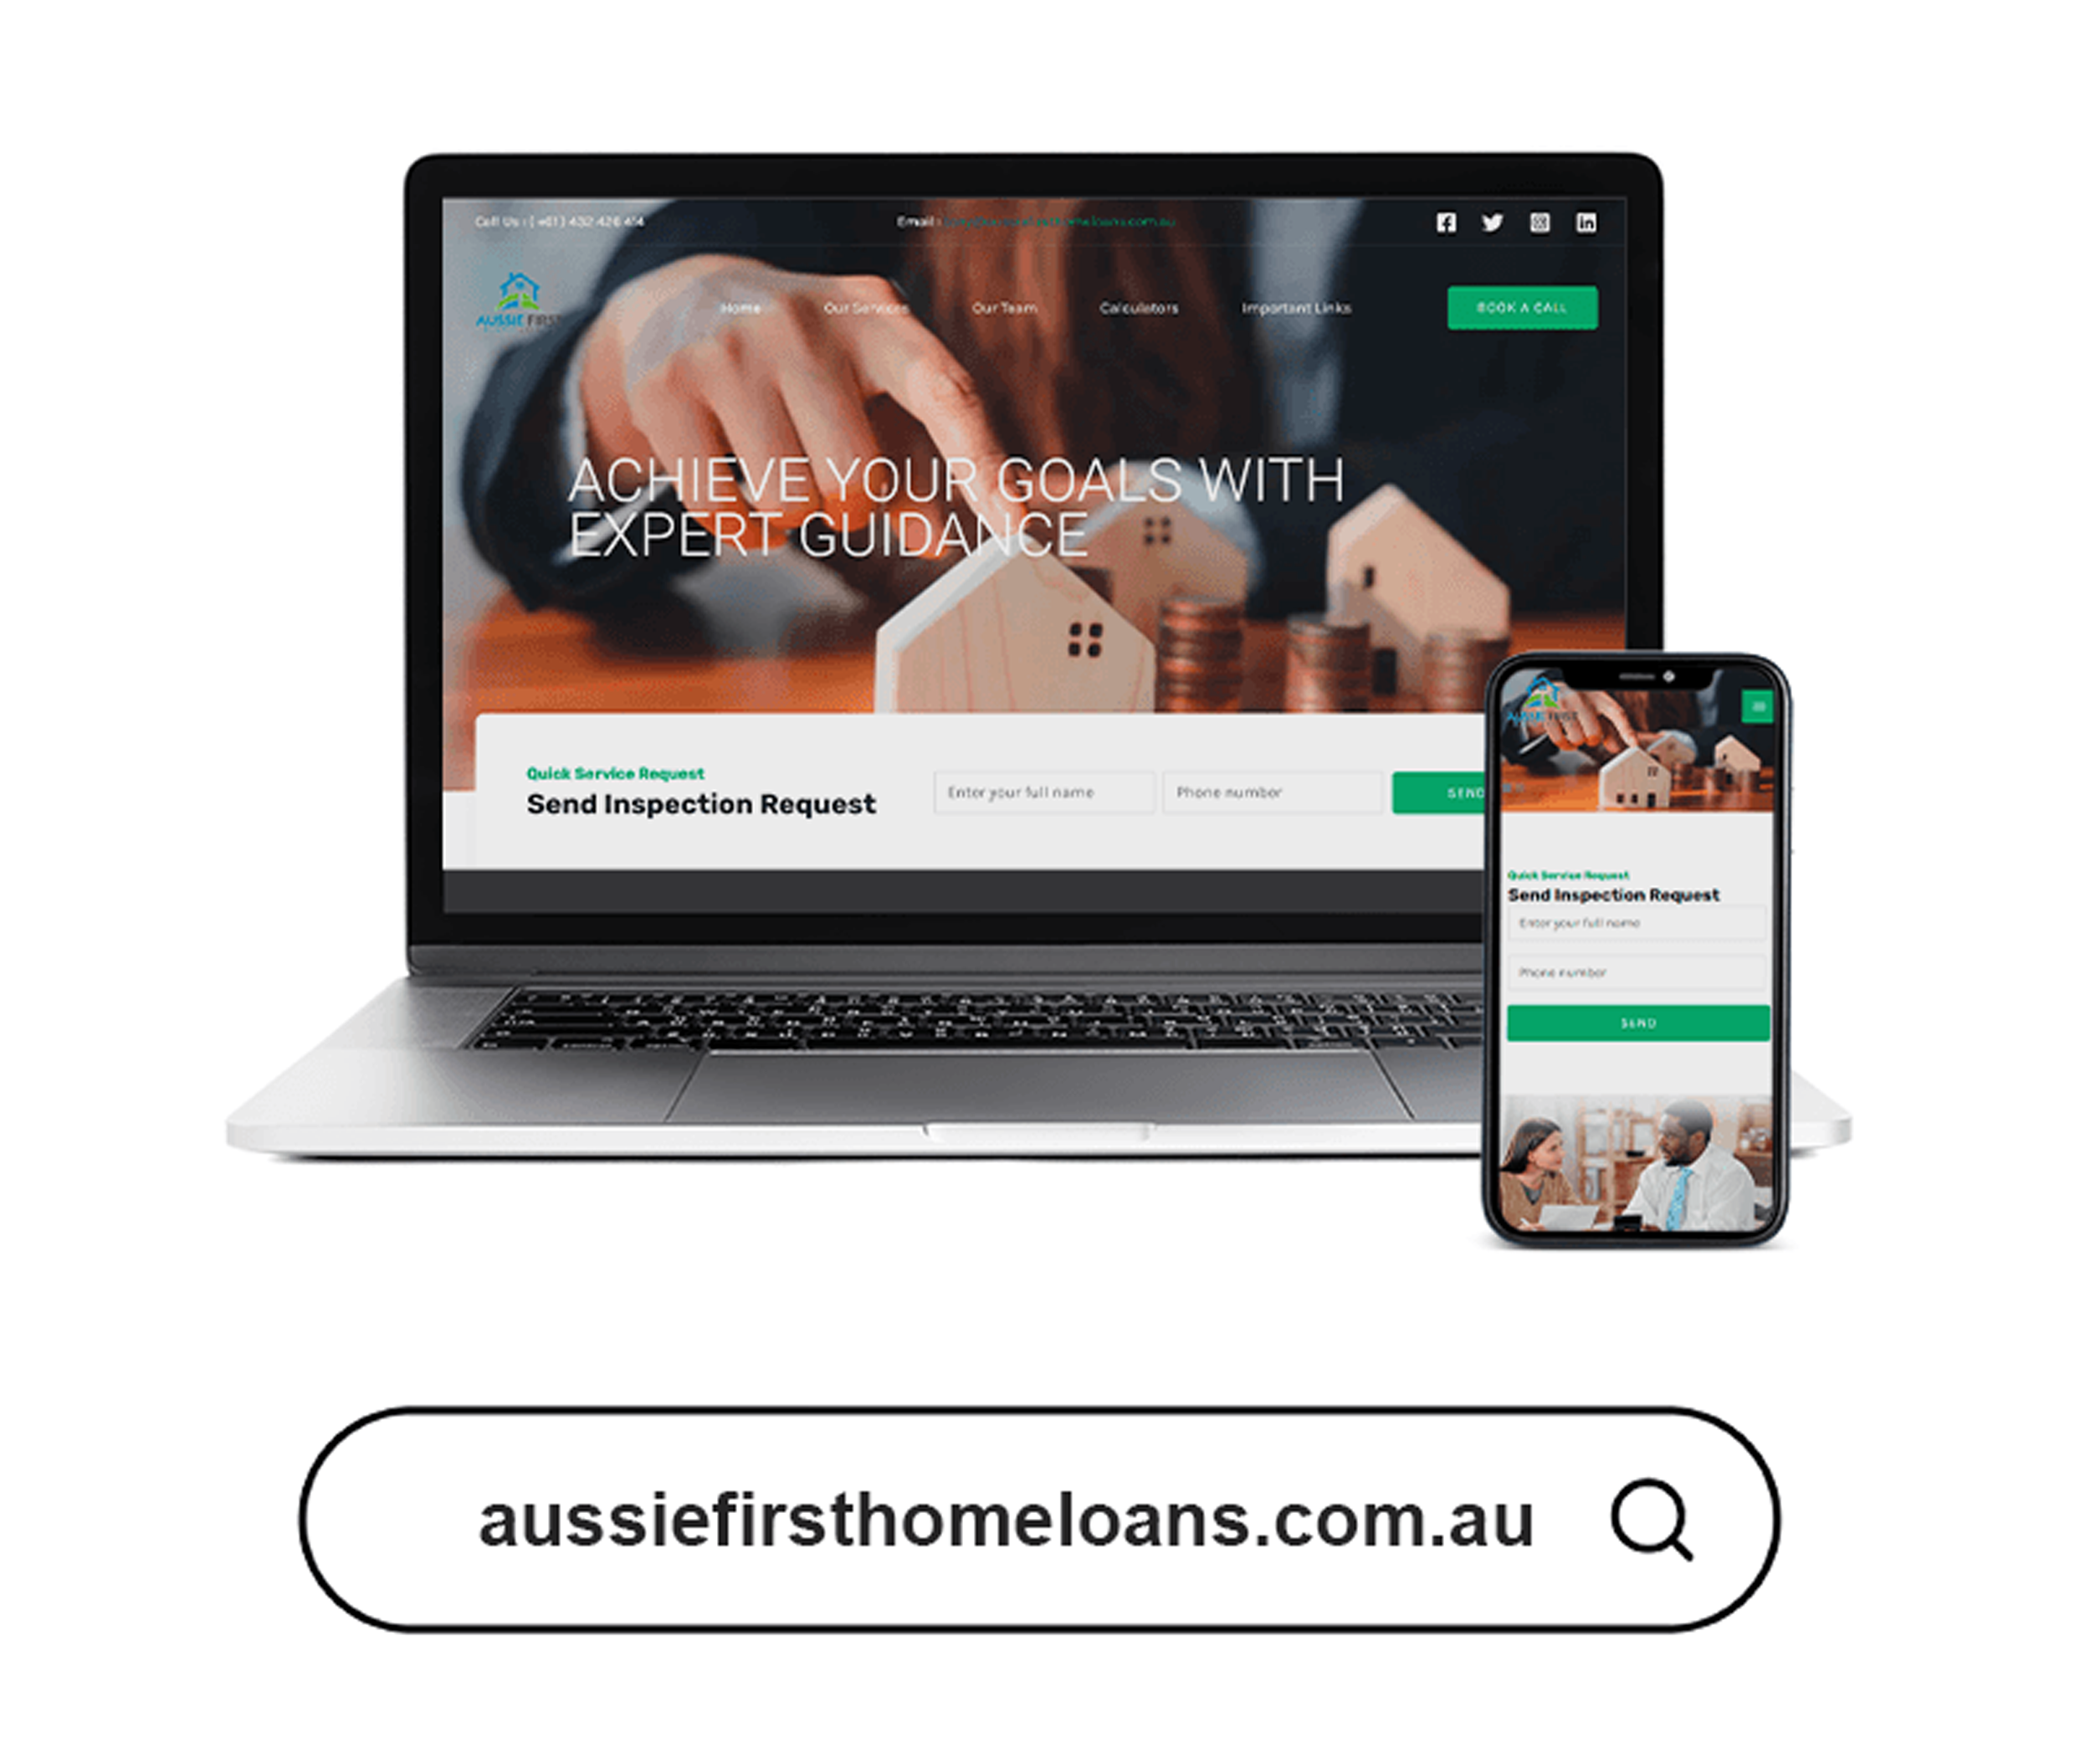 Call Us : ( +61 ) 432 426 414
Email :
AUSSIE FIRST
Home
Our Services
Our Team
Calculators
Important Links
BOOK A CALL
ACHIEVE YOUR GOALS WITH
EXPERT GUIDANCE
Quick Service Request
Send Inspection Request
Enter your full name
Phone number
SEND
AUSSIE FIRST
Quick Service Request
Send Inspection Request
Enter your full name
Phone number
SEND
aussiefirsthomeloans.com.au